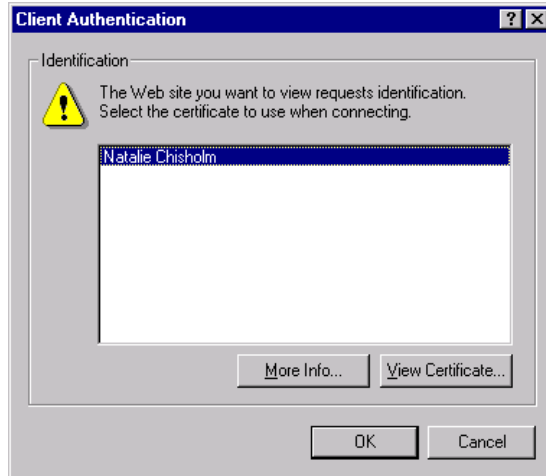 Client Authentication
Identification
The Web site you want to view requests identification.
Select the certificate to use when connecting.
Natalie Chisholm
More Info...
View Certificate...
OK
Cancel